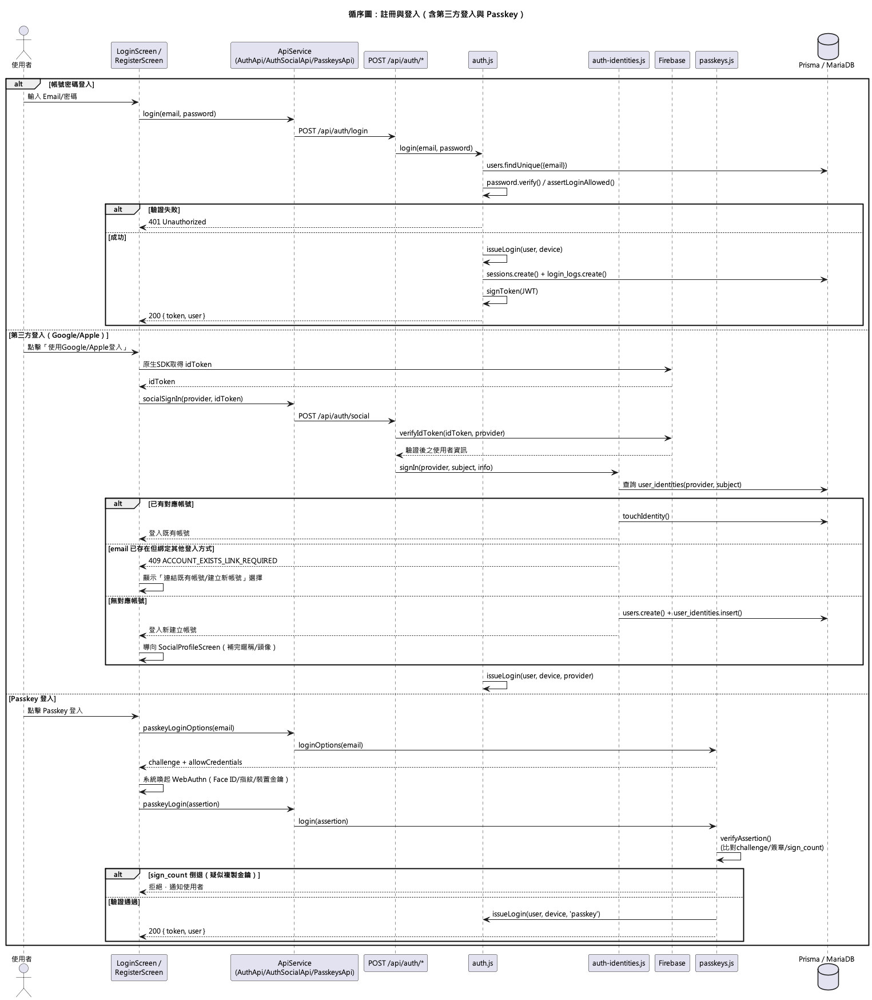 循序圖：註冊與登入（含第三方登入與 Passkey）
使用者
LoginScreen /
RegisterScreen
ApiService
(AuthApi/AuthSocialApi/PasskeysApi)
POST /api/auth/*
auth.js
auth-identities.js
Firebase
passkeys.js
Prisma / MariaDB
alt [帳號密碼登入]
輸入 Email/密碼
login(email, password)
POST /api/auth/login
login(email, password)
users.findUnique({email})
password.verify() / assertLoginAllowed()
alt [驗證失敗]
401 Unauthorized
[成功]
issueLogin(user, device)
sessions.create() + login_logs.create()
signToken(JWT)
200 { token, user }
[第三方登入（Google/Apple）]
點擊「使用Google/Apple登入」
原生SDK取得 idToken
idToken
socialSignIn(provider, idToken)
POST /api/auth/social
verifyIdToken(idToken, provider)
驗證後之使用者資訊
signIn(provider, subject, info)
查詢 user_identities(provider, subject)
alt [已有對應帳號]
touchIdentity()
登入既有帳號
[email 已存在但綁定其他登入方式]
409 ACCOUNT_EXISTS_LINK_REQUIRED
顯示「連結既有帳號/建立新帳號」選擇
[無對應帳號]
users.create() + user_identities.insert()
登入新建立帳號
導向 SocialProfileScreen（補完暱稱/頭像）
issueLogin(user, device, provider)
[Passkey 登入]
點擊 Passkey 登入
passkeyLoginOptions(email)
loginOptions(email)
challenge + allowCredentials
系統喚起 WebAuthn（Face ID/指紋/裝置金鑰）
passkeyLogin(assertion)
login(assertion)
verifyAssertion()
(比對challenge/簽章/sign_count)
alt [sign_count 倒退（疑似複製金鑰）]
拒絕．通知使用者
[驗證通過]
issueLogin(user, device, 'passkey')
200 { token, user }
使用者
LoginScreen /
RegisterScreen
ApiService
(AuthApi/AuthSocialApi/PasskeysApi)
POST /api/auth/*
auth.js
auth-identities.js
Firebase
passkeys.js
Prisma / MariaDB